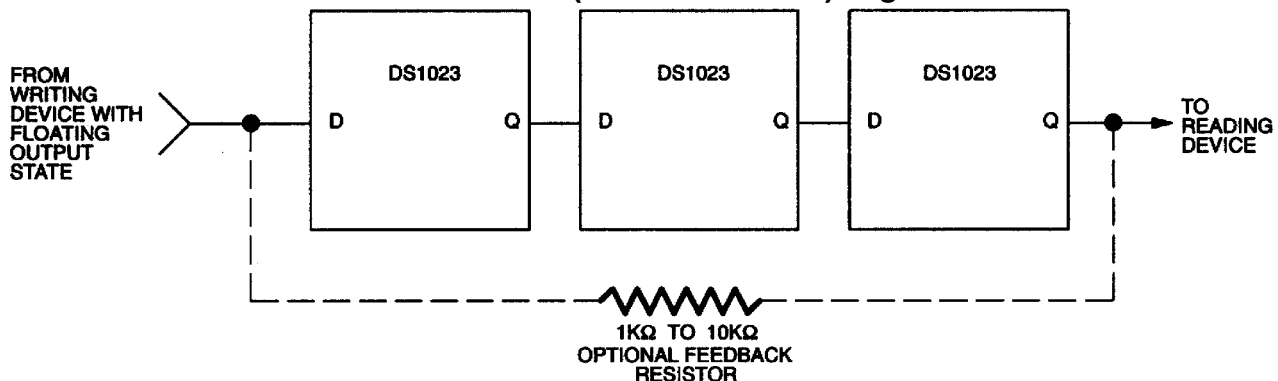 DS1023
DS1023
DS1023
FROM
WRITING
DEVICE WITH
FLOATING
OUTPUT
STATE
D
Q
D
Q
D
Q
TO
READING
DEVICE
1KΩ TO 10KΩ
OPTIONAL FEEDBACK
RESISTOR